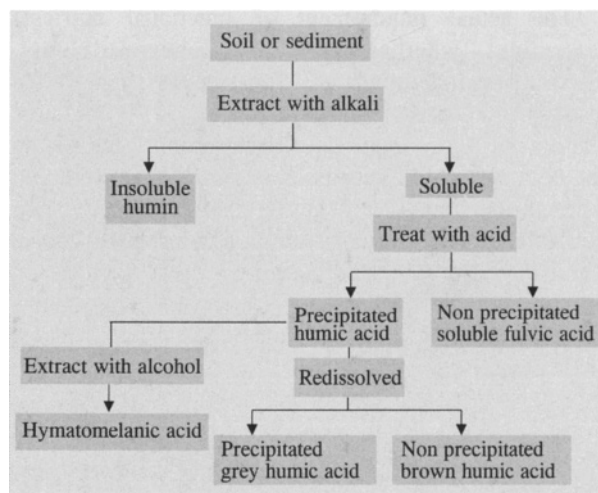 Soil or sediment
Extract with alkali
Insoluble
humin
Soluble
Treat with acid
Precipitated
humic acid
Non precipitated
soluble fulvic acid
Extract with alcohol
Redissolved
Hymatomelanic acid
Precipitated
grey humic acid
Non precipitated
brown humic acid